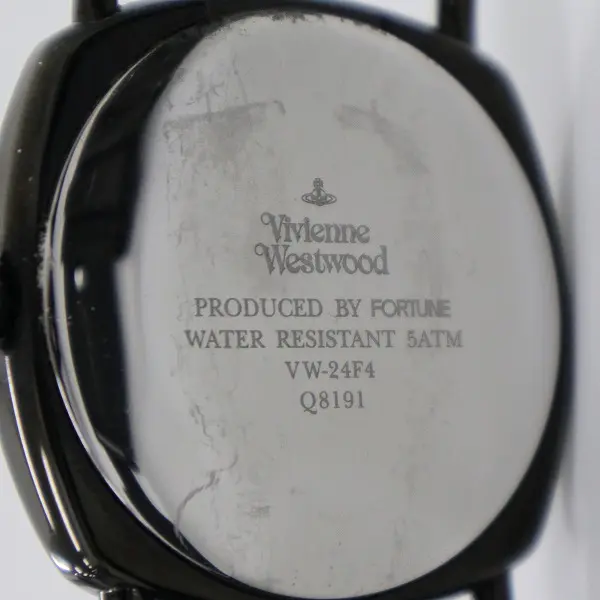 Vivienne
Westwood
PRODUCED BY FORTUNE
WATER RESISTANT 5ATM
VW-24F4
Q8191